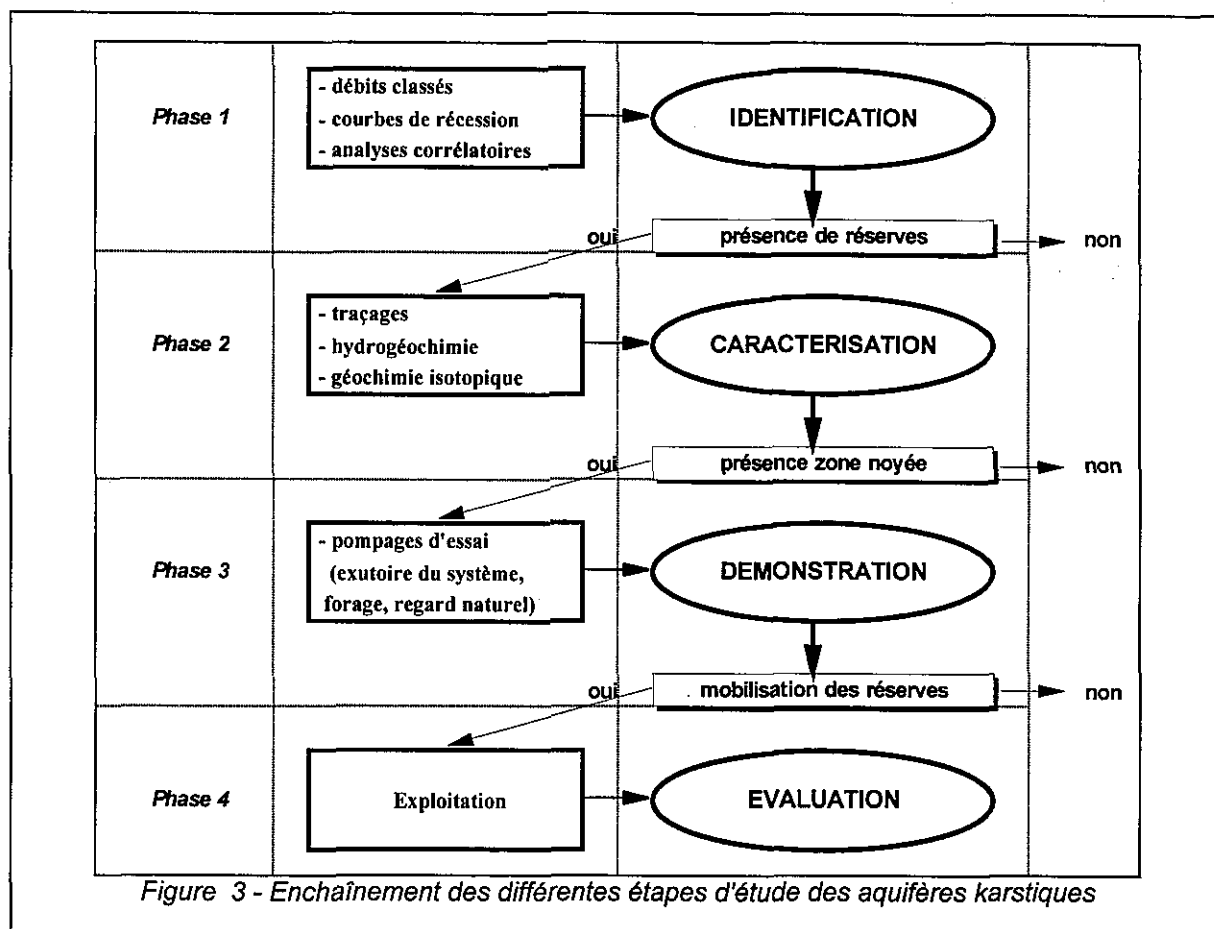 Phase 1
- débits classés
- courbes de récession
- analyses corrélatoires
IDENTIFICATION
oui
présence de réserves
non
Phase 2
- traçages
- hydrogéochimie
- géochimie isotopique
CARACTERISATION
oui
présence zone noyée
non
Phase 3
- pompages d'essai
(exutoire du système,
forage, regard naturel)
DEMONSTRATION
oui
mobilisation des réserves
non
Phase 4
Exploitation
EVALUATION
Figure 3 - Enchaînement des différentes étapes d'étude des aquifères karstiques